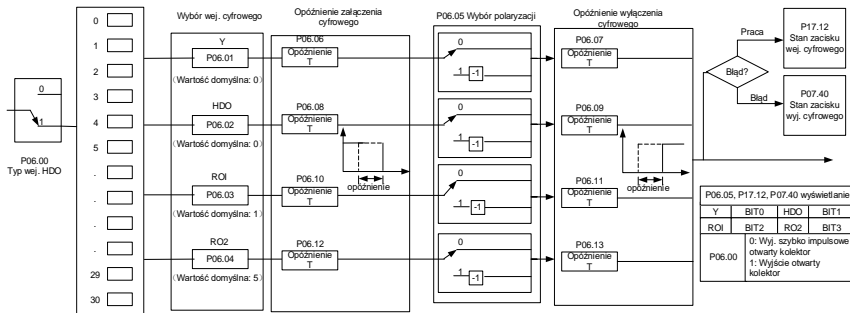 0
1
2
3
4
5
.
.
.
.
29
30
0
1
P06.00
Typ wej. HDO
Wybór wej. cyfrowego
Y
P06.01
(Wartość domyślna: 0)
HDO
P06.02
(Wartość domyślna: 0)
ROI
P06.03
(Wartość domyślna: 1)
RO2
P06.04
(Wartość domyślna: 5)
Opóźnienie załączenia
cyfrowego
P06.06
Opóźnienie
T
P06.08
Opóźnienie
T
opóźnienie
P06.10
Opóźnienie
T
P06.12
Opóźnienie
T
P06.05 Wybór polaryzacji
0
1
-1
0
1
-1
0
1
-1
0
1
-1
Opóźnienie wyłączenia
cyfrowego
P06.07
Opóźnienie
T
P06.09
Opóźnienie
T
opóźnienie
P06.11
Opóźnienie
T
P06.13
Opóźnienie
T
Błąd?
Praca
Błąd
P17.12
Stan zacisku
wej. cyfrowego
P07.40
Stan zacisku
wyj. cyfrowego
P06.05, P17.12, P07.40 wyświetlanie
Y BIT0 HDO BIT1
ROI BIT2 RO2 BIT3
P06.00
0: Wyj. szybko impulsowe
otwarty kolektor
1: Wyjście otwarty
kolektor